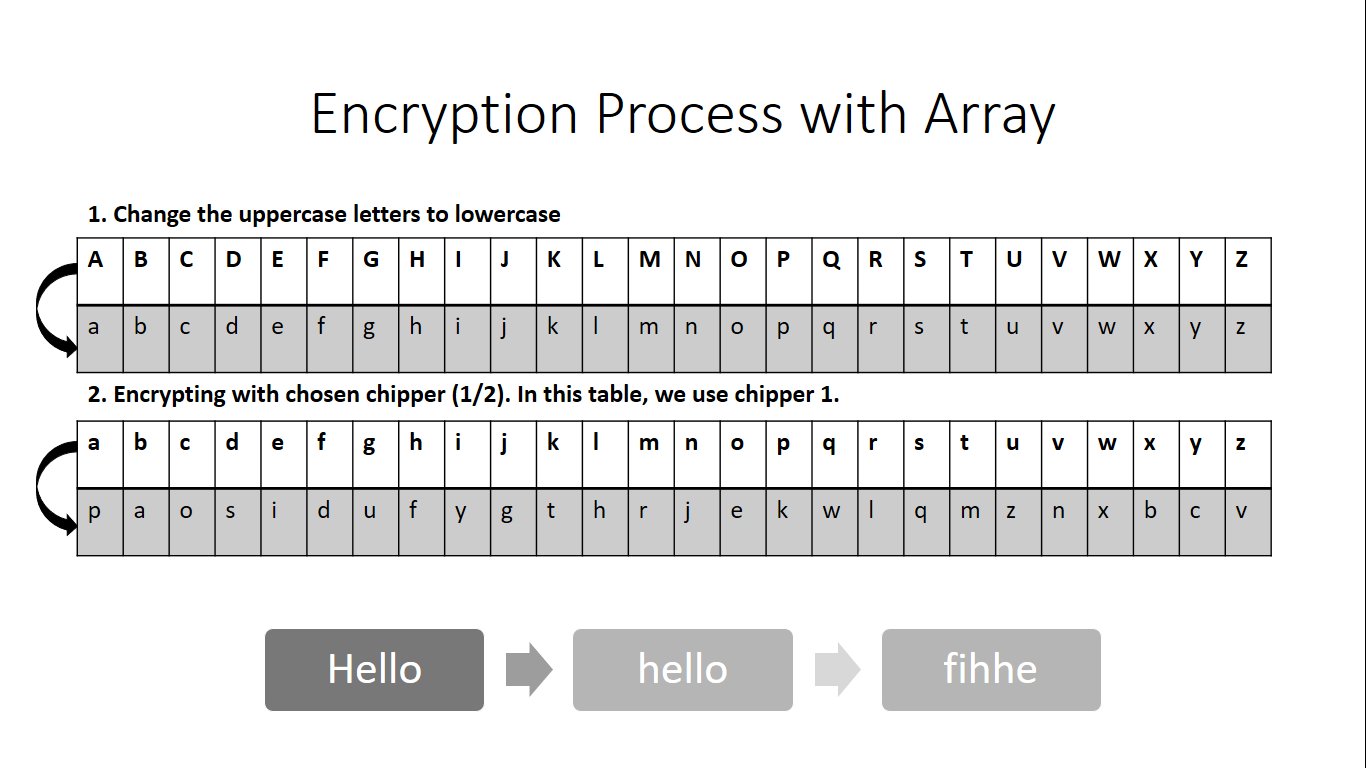 Encryption Process with Array
1. Change the uppercase letters to lowercase
A B C D E F G H I J K L M N O P Q R S T U V W X Y Z
a b c d e f g h i j k l m n o p q r s t u v w x y z
2. Encrypting with chosen chipper (1/2). In this table, we use chipper 1.
a b c d e f g h i j k l m n o p q r s t u v w x y z
p a o s i d u f y g t h r j e k w l q m z n x b c v
Hello hello fihhe